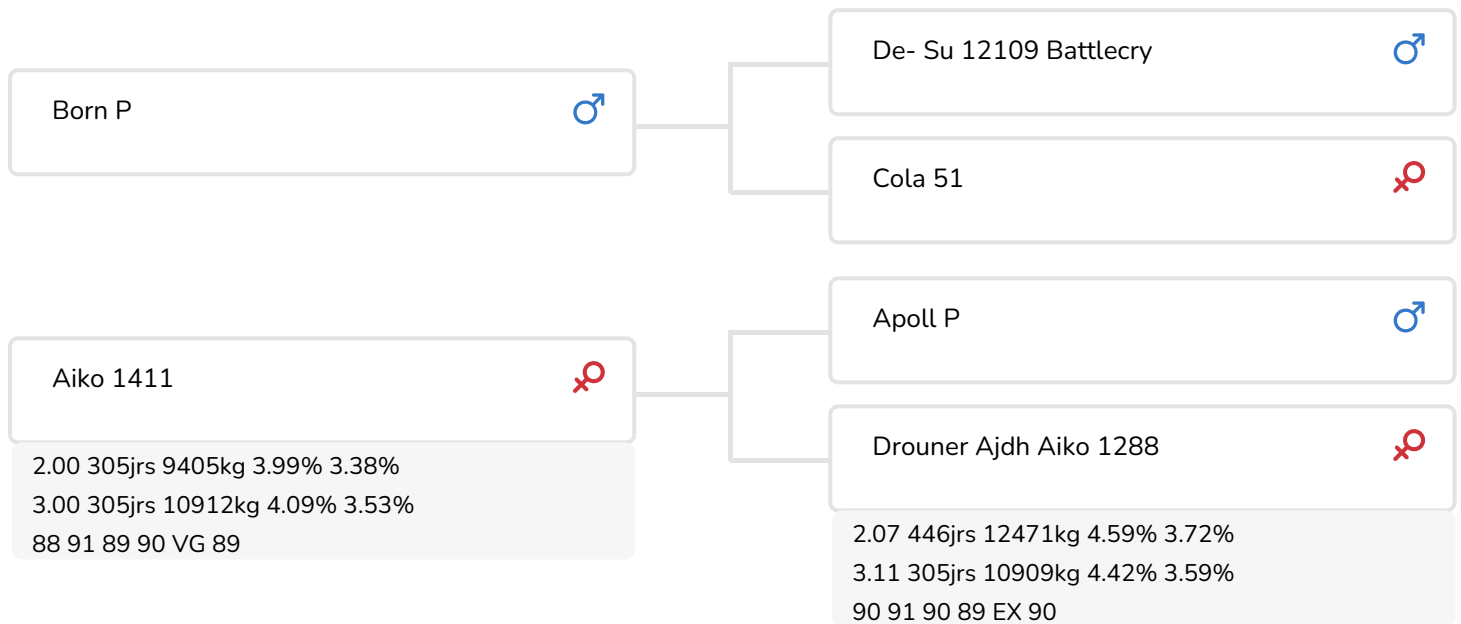 De- Su 12109 Battlecry
Born P
Cola 51
Apoll P
Aiko 1411
2.00 305jrs 9405kg 3.99% 3.38%
3.00 305jrs 10912kg 4.09% 3.53%
88 91 89 90 VG 89
Drouner Ajdh Aiko 1288
2.07 446jrs 12471kg 4.59% 3.72%
3.11 305jrs 10909kg 4.42% 3.59%
90 91 90 89 EX 90